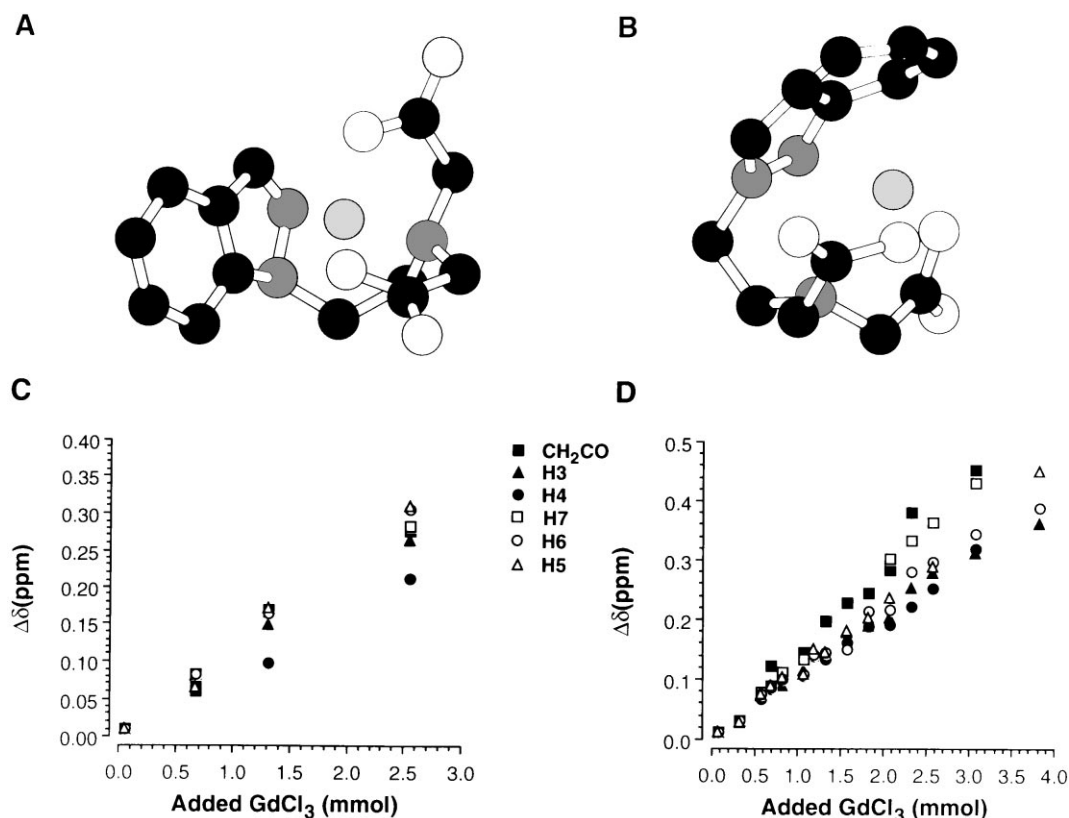 A
B
C
0.40
0.35
0.30
0.25
0.20
0.15
0.10
0.05
0.00
Δδ(ppm)
0.0 0.5 1.0 1.5 2.0 2.5 3.0
Added GdCl₃ (mmol)
CH₂CO
H3
H4
H7
H6
H5
D
0.5
0.4
0.3
0.2
0.1
0.0
Δδ(ppm)
0.0 0.5 1.0 1.5 2.0 2.5 3.0 3.5 4.0
Added GdCl₃ (mmol)